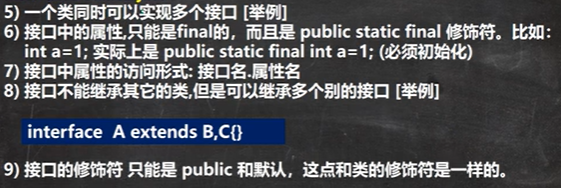 5) 一个类同时可以实现多个接口 [举例]
6) 接口中的属性,只能是final的，而且是 public static final 修饰符。比如：
int a=1; 实际上是 public static final int a=1; (必须初始化)
7) 接口中属性的访问形式: 接口名.属性名
8) 接口不能继承其它的类,但是可以继承多个别的接口 [举例]
interface  A extends B,C{}
9) 接口的修饰符 只能是 public 和默认，这点和类的修饰符是一样的。